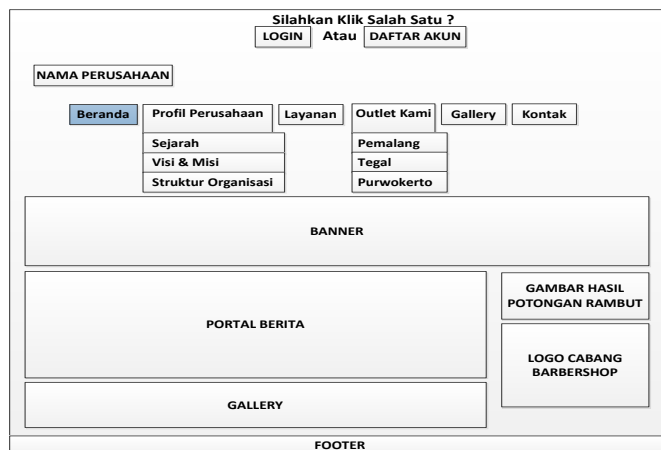 Silahkan Klik Salah Satu ?
LOGIN Atau DAFTAR AKUN
NAMA PERUSAHAAN
Beranda Profil Perusahaan Layanan Outlet Kami Gallery Kontak
Sejarah Pemalang
Visi & Misi Tegal
Struktur Organisasi Purwokerto
BANNER
PORTAL BERITA
GAMBAR HASIL
POTONGAN RAMBUT
LOGO CABANG
BARBERSHOP
GALLERY
FOOTER